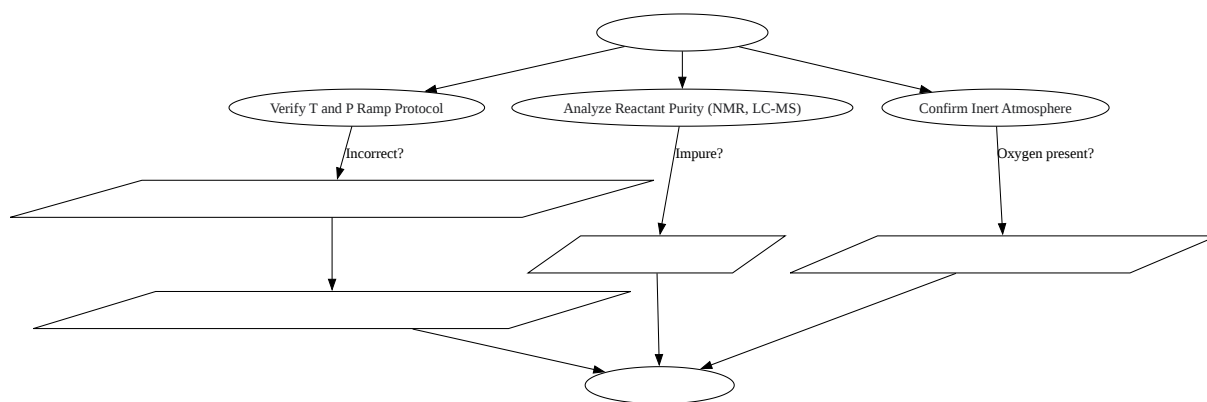 Verify T and P Ramp Protocol
Analyze Reactant Purity (NMR, LC-MS)
Confirm Inert Atmosphere
Incorrect?
Impure?
Oxygen present?